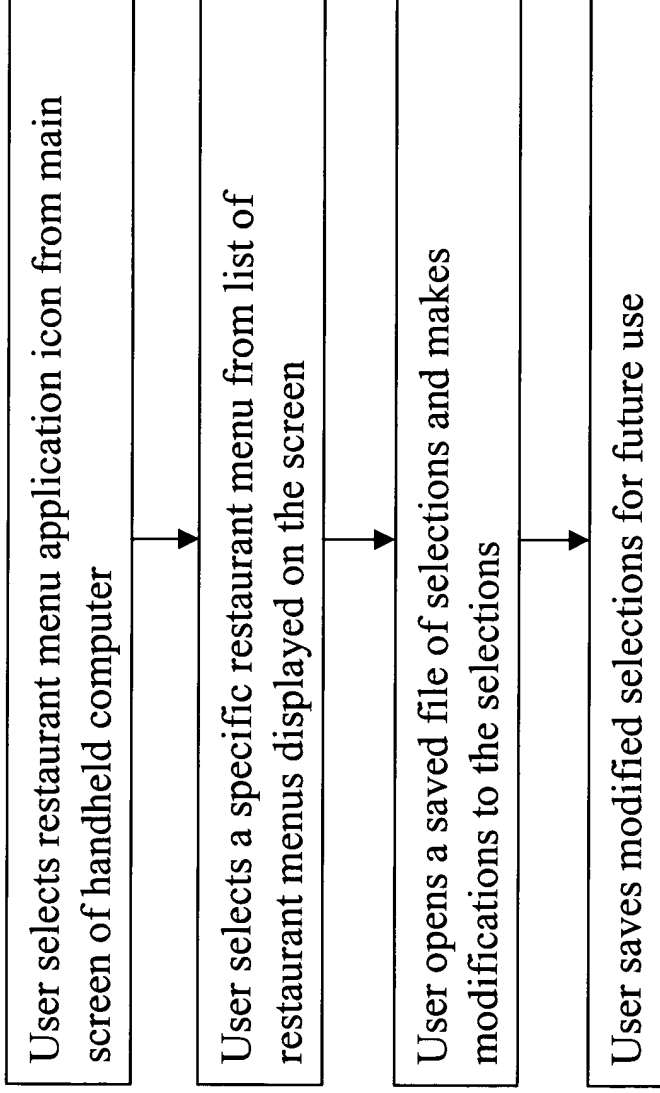 User selects restaurant menu application icon from main
screen of handheld computer
User selects a specific restaurant menu from list of
restaurant menus displayed on the screen
User opens a saved file of selections and makes
modifications to the selections
User saves modified selections for future use